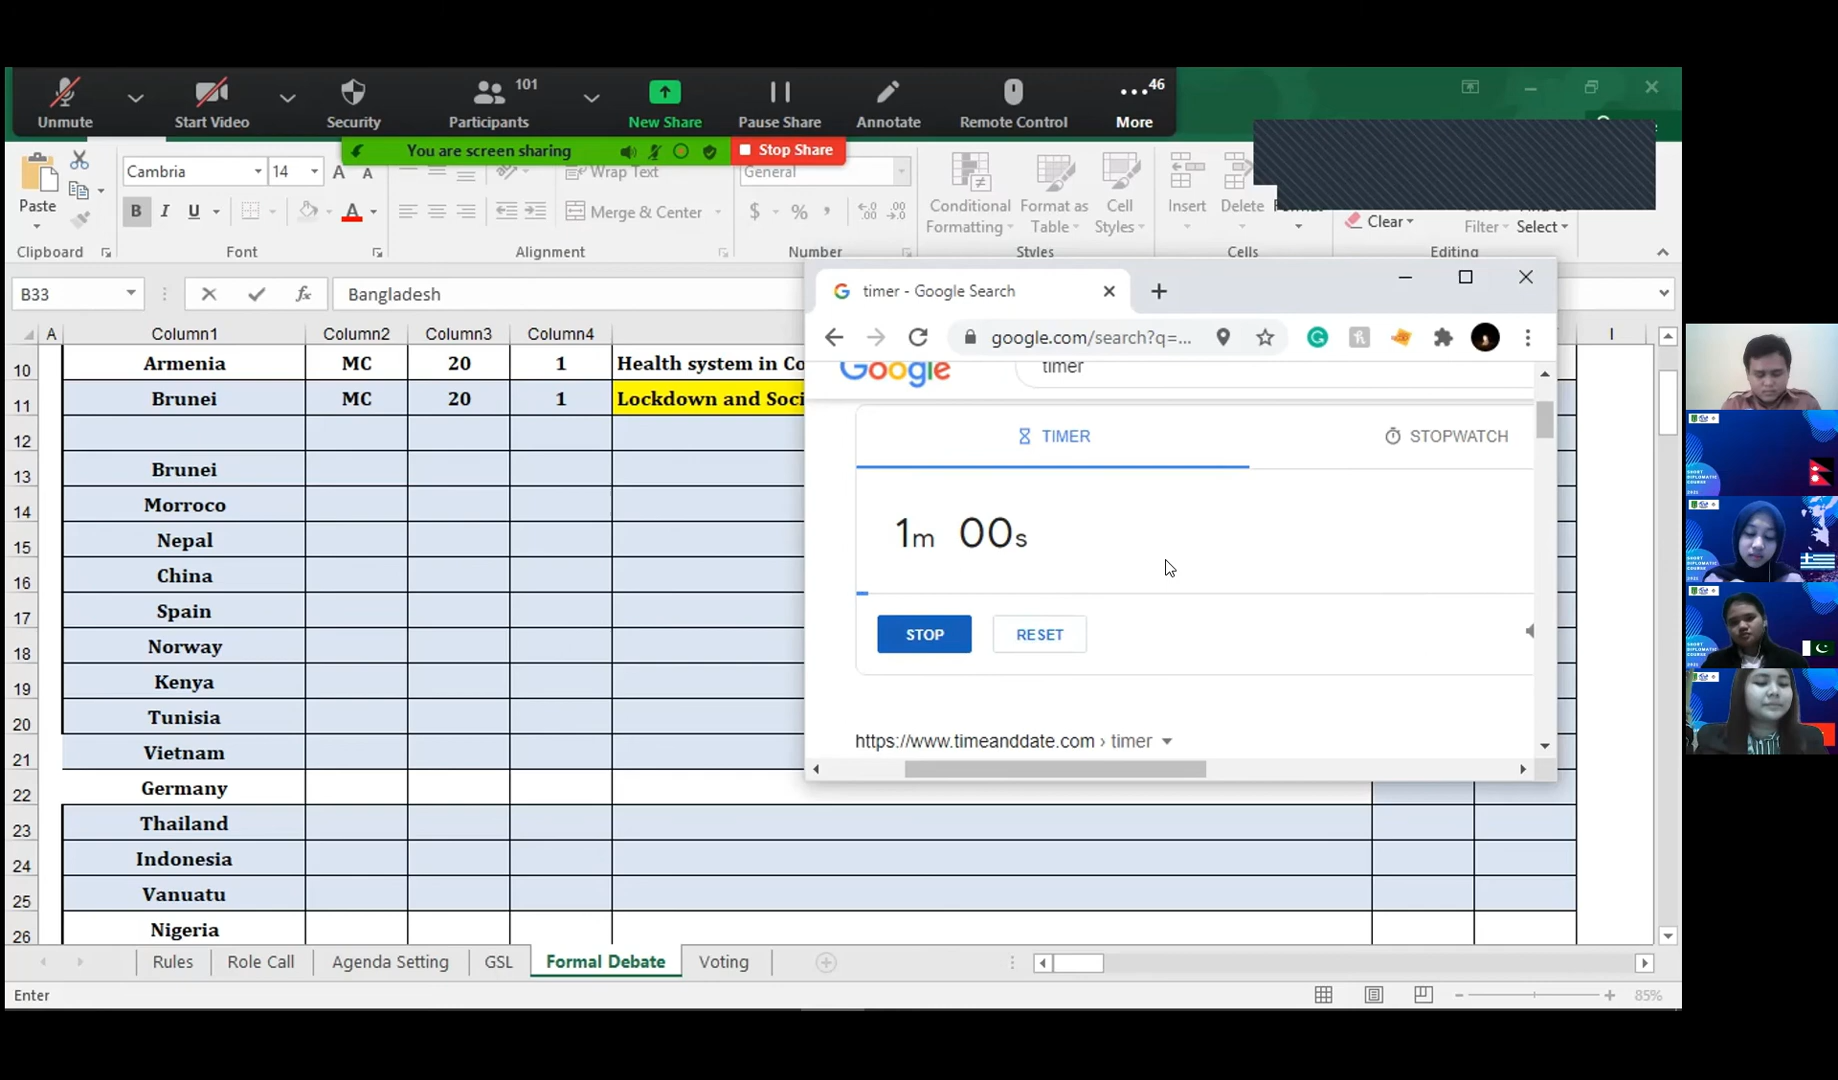 101
46
Unmute
Start Video
Security
Participants
New Share
Pause Share
Annotate
Remote Control
More
You are screen sharing
Stop Share
Cambria
14
A A
Wrap Text
General
Paste
B I U
A
Merge & Center
$ % ,
Conditional Formatting
Format as Table
Cell Styles
Insert
Delete
Clear
Filter
Select
Clipboard
Font
Alignment
Number
Styles
Cells
Editing
B33
fx
Bangladesh
timer - Google Search
google.com/search?q=...
Google
timer
TIMER
STOPWATCH
1m 00s
STOP
RESET
https://www.timeanddate.com › timer
A
Column1 Column2 Column3 Column4
I
10 Armenia MC 20 1 Health system in Co
11 Brunei MC 20 1 Lockdown and Soci
12
13 Brunei
14 Morroco
15 Nepal
16 China
17 Spain
18 Norway
19 Kenya
20 Tunisia
21 Vietnam
22 Germany
23 Thailand
24 Indonesia
25 Vanuatu
26 Nigeria
Rules
Role Call
Agenda Setting
GSL
Formal Debate
Voting
Enter
85%